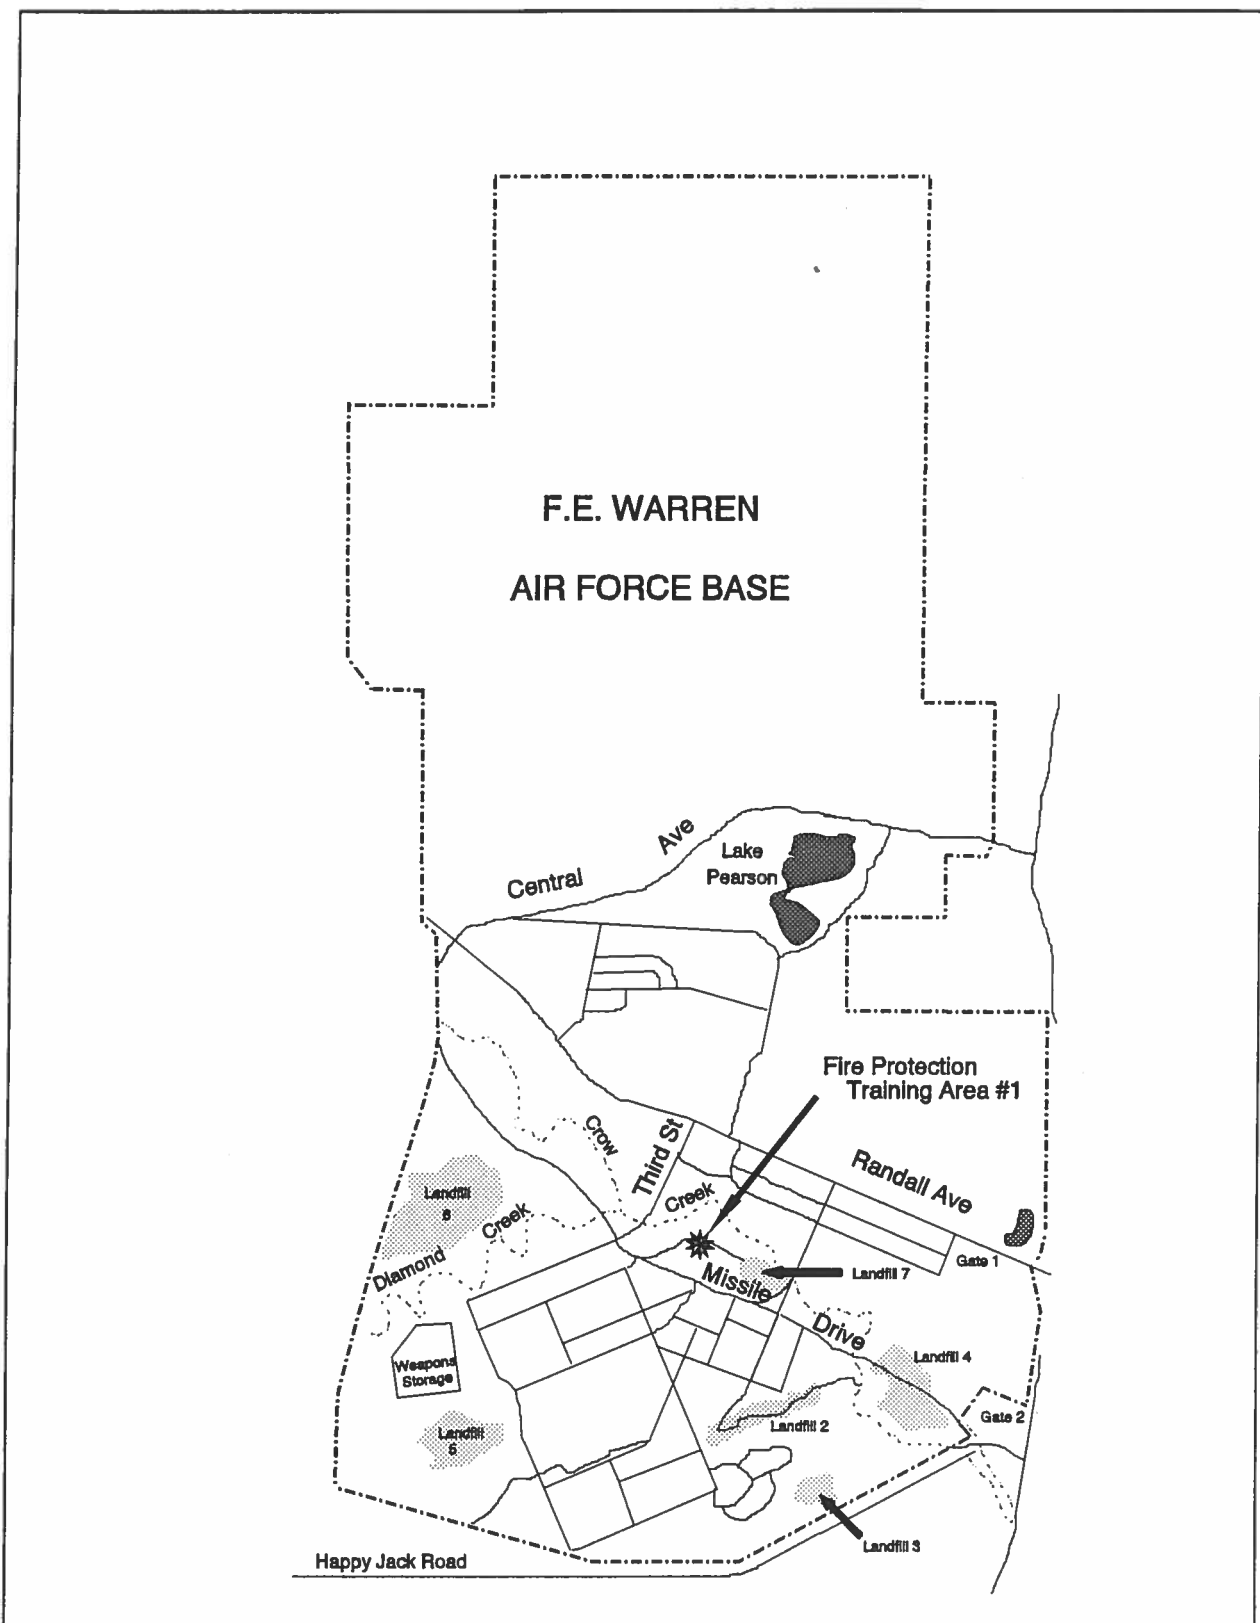 F.E. WARREN
AIR FORCE BASE
Central Ave
Lake
Pearson
Fire Protection
Training Area #1
Crow
Creek
Third St
Randall Ave
Landfill
6
Diamond
Creek
Gate 1
Landfill 7
Missile
Drive
Landfill 4
Weapons
Storage
Gate 2
Landfill 2
Landfill
5
Landfill 3
Happy Jack Road